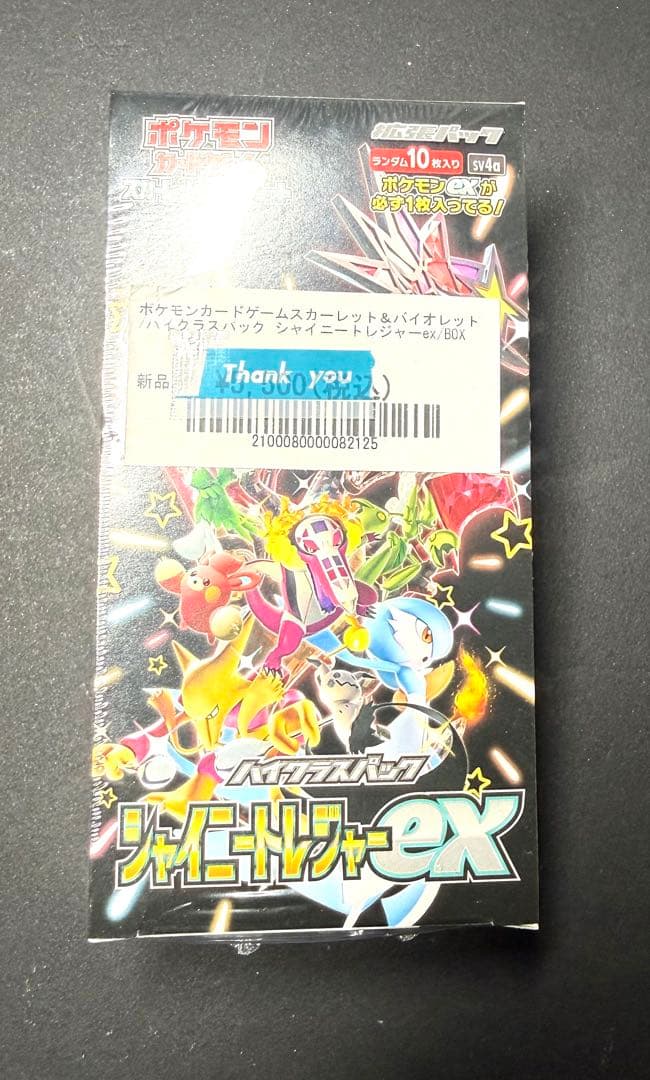 ポケモン
カードゲーム
拡張パック
ランダム10枚入り
sv4a
ポケモンexが
必ず1枚入ってる!
ポケモンカードゲームスカーレット&バイオレット
/ハイクラスパック シャイニートレジャーex/BOX
新品
Thank you
¥5,500(税込)
2100080000082125
ハイクラスパック
シャイニートレジャーex